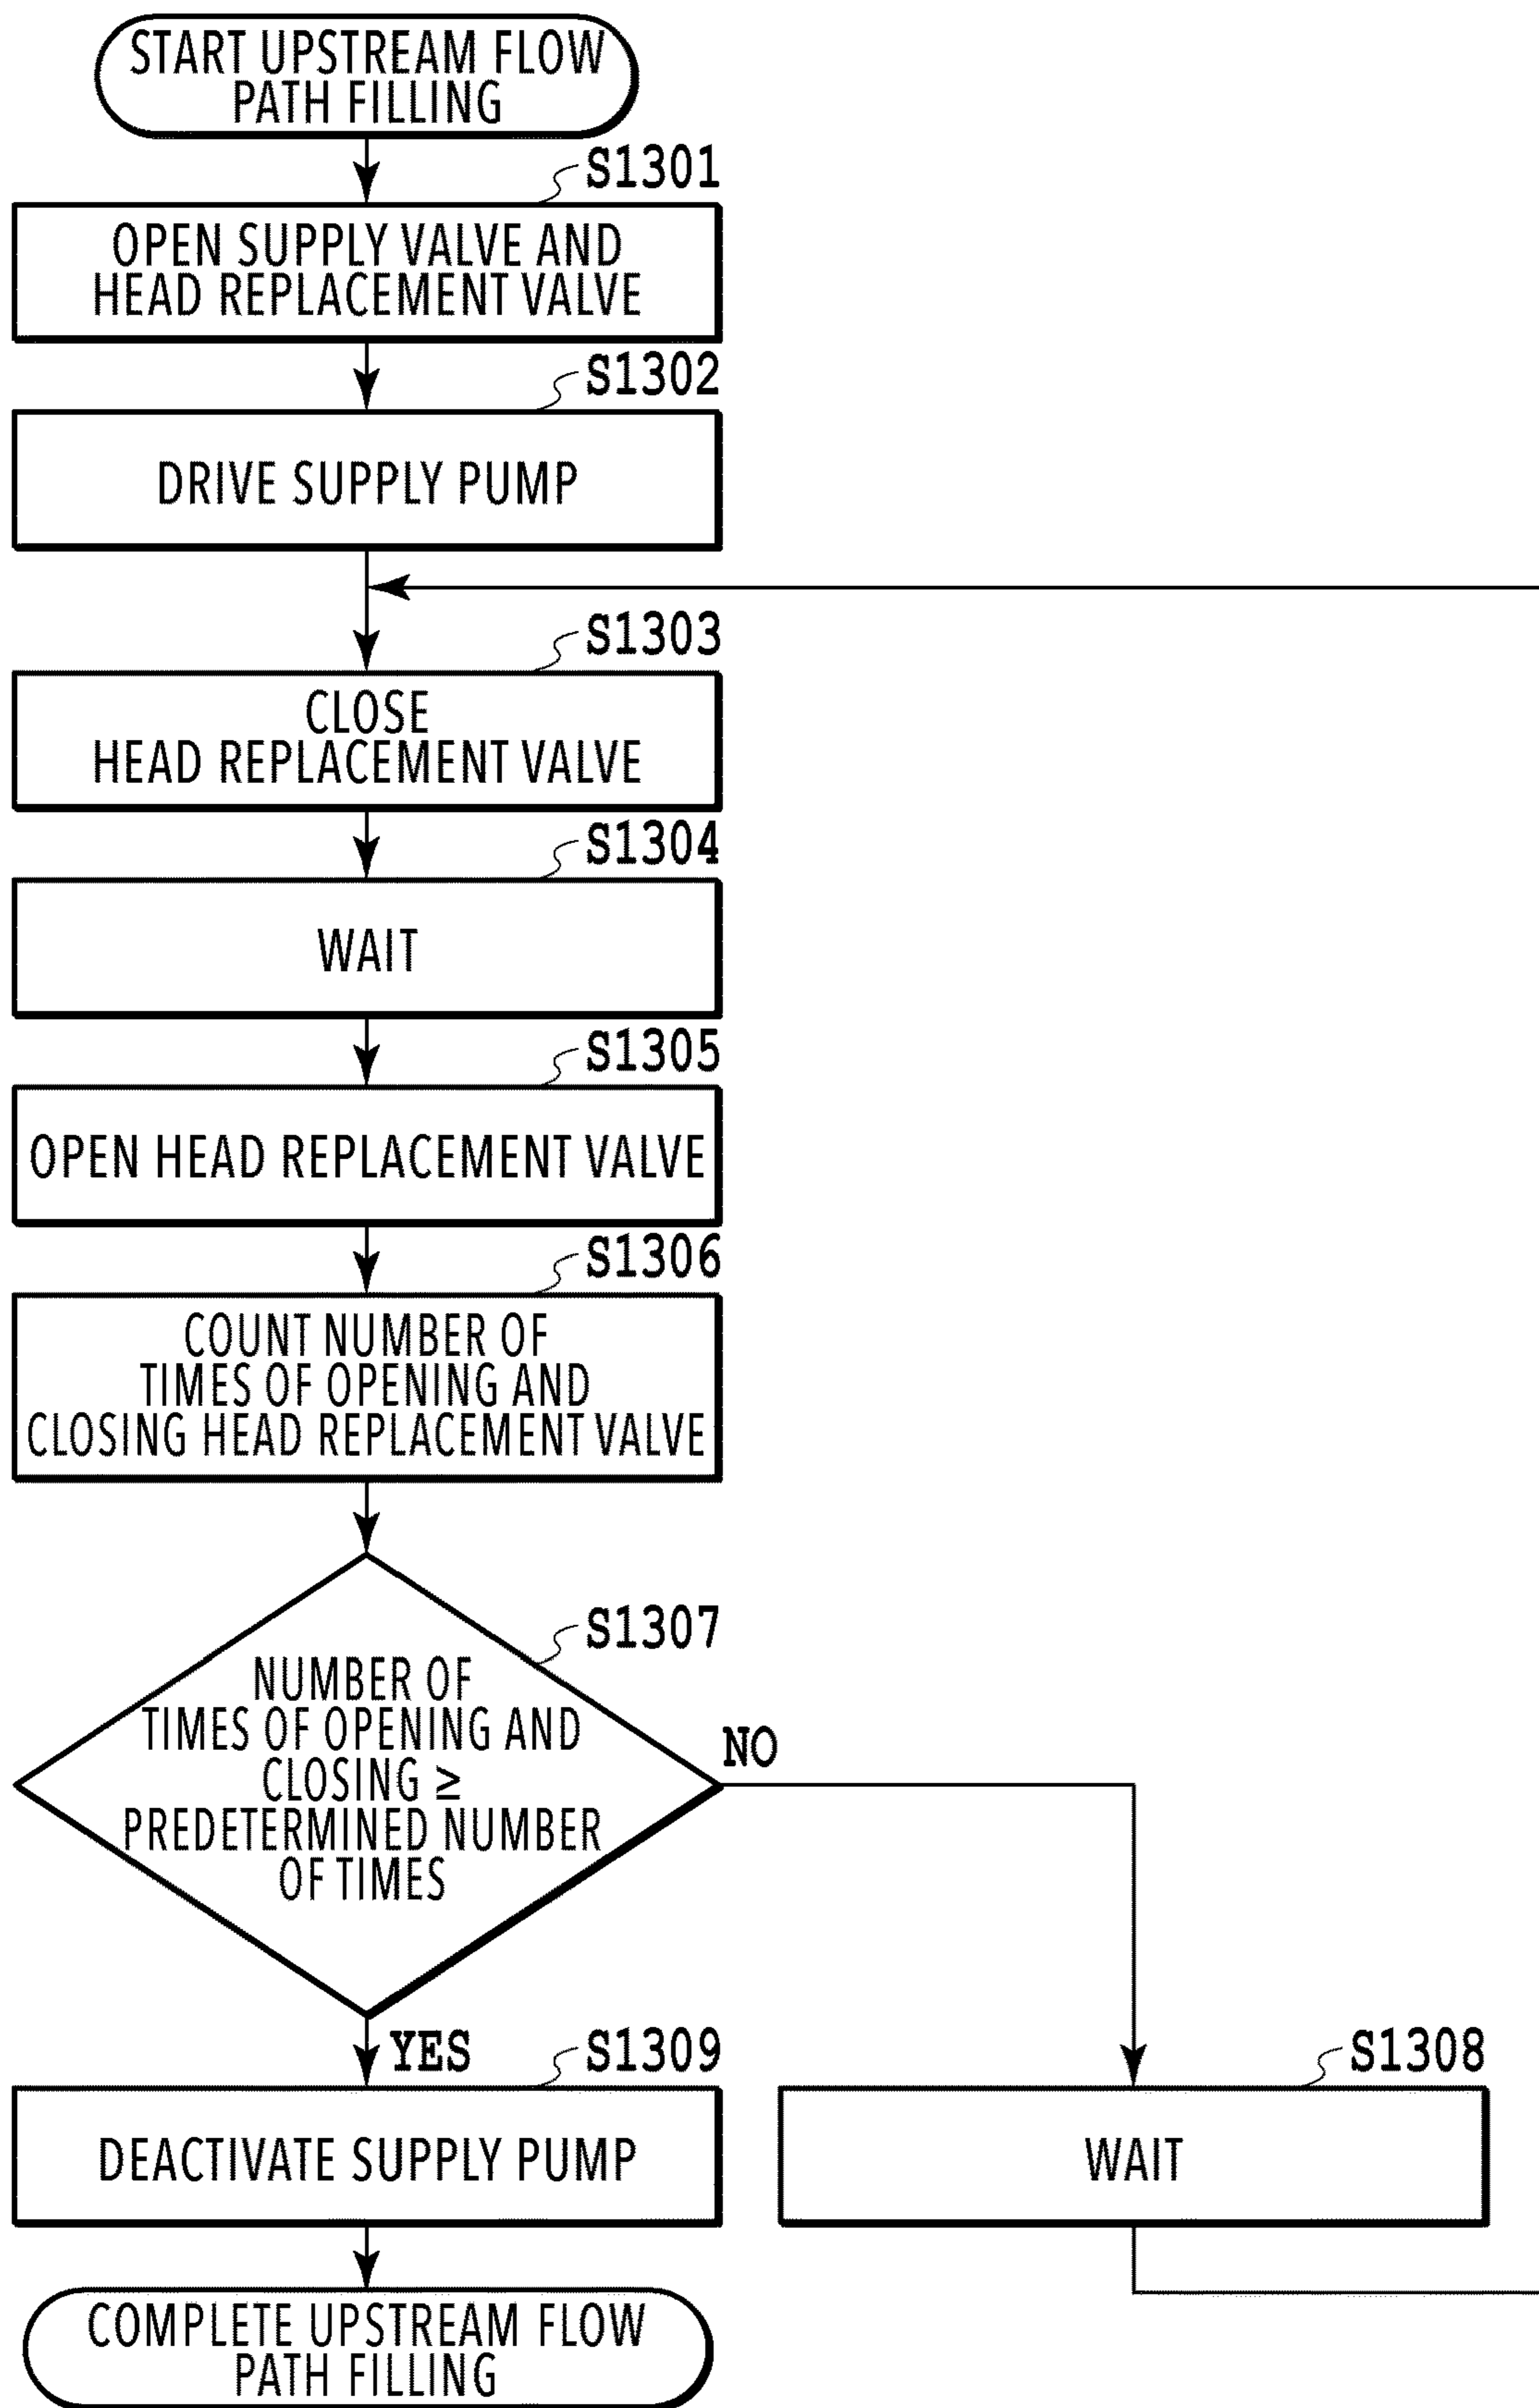 START UPSTREAM FLOW
PATH FILLING
S1301
OPEN SUPPLY VALVE AND
HEAD REPLACEMENT VALVE
S1302
DRIVE SUPPLY PUMP
S1303
CLOSE
HEAD REPLACEMENT VALVE
S1304
WAIT
S1305
OPEN HEAD REPLACEMENT VALVE
S1306
COUNT NUMBER OF
TIMES OF OPENING AND
CLOSING HEAD REPLACEMENT VALVE
S1307
NUMBER OF
TIMES OF OPENING AND
CLOSING ≥
PREDETERMINED NUMBER
OF TIMES
NO
YES
S1309
DEACTIVATE SUPPLY PUMP
S1308
WAIT
COMPLETE UPSTREAM FLOW
PATH FILLING